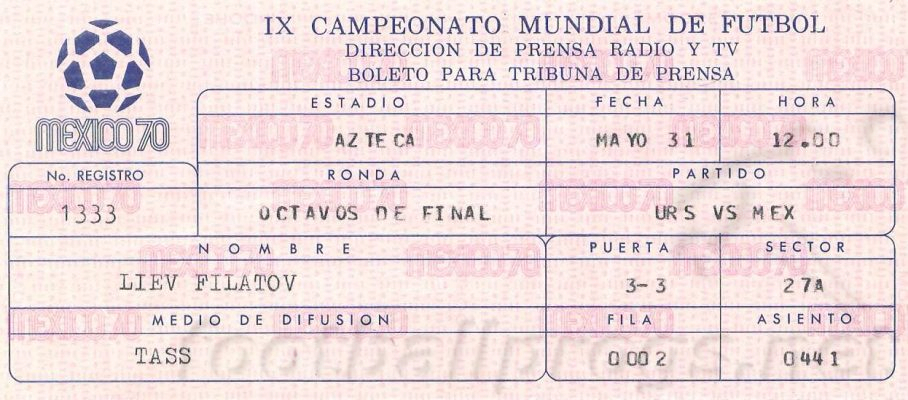 IX CAMPEONATO MUNDIAL DE FUTBOL
DIRECCION DE PRENSA RADIO Y TV
BOLETO PARA TRIBUNA DE PRENSA
MEXICO 70
ESTADIO FECHA HORA
AZTECA MAYO 31 12.00
No. REGISTRO RONDA PARTIDO
1333 OCTAVOS DE FINAL URS VS MEX
NOMBRE PUERTA SECTOR
LIEV FILATOV 3-3 27A
MEDIO DE DIFUSION FILA ASIENTO
TASS 0002 0441